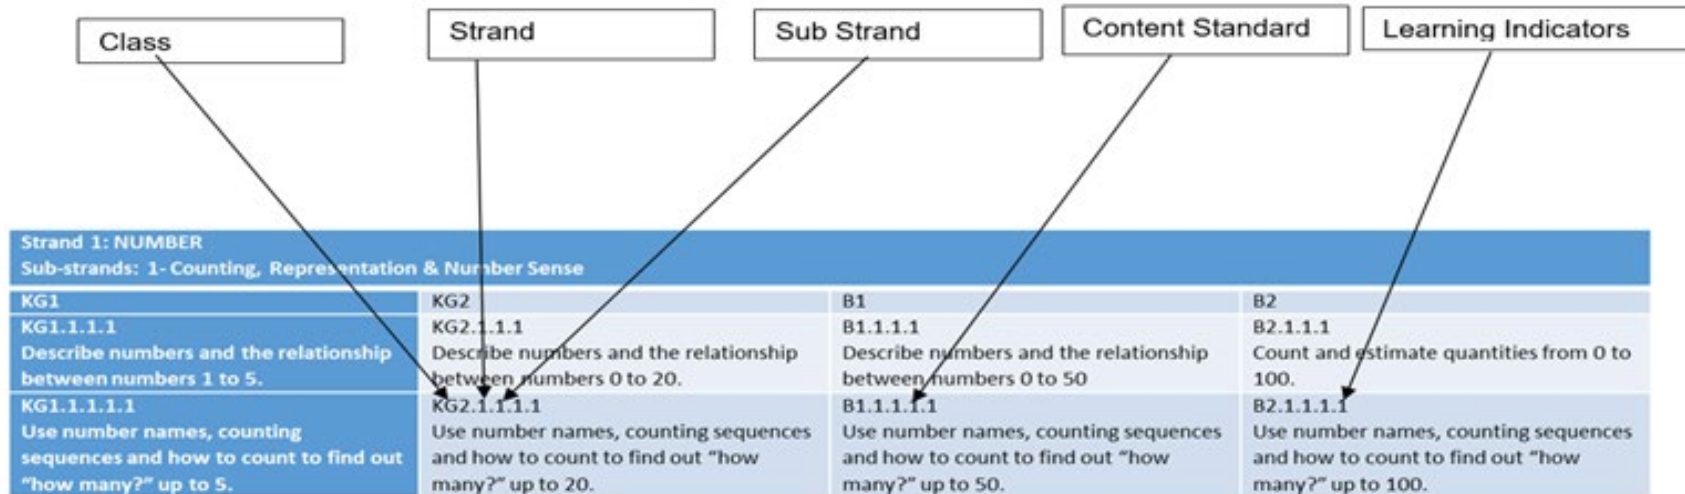 Class
Strand
Sub Strand
Content Standard
Learning Indicators
Strand 1: NUMBER
Sub-strands: 1- Counting, Representation & Number Sense
KG1
KG2
B1
B2
KG1.1.1.1
Describe numbers and the relationship
between numbers 1 to 5.
KG2.1.1.1
Describe numbers and the relationship
between numbers 0 to 20.
B1.1.1.1
Describe numbers and the relationship
between numbers 0 to 50
B2.1.1.1
Count and estimate quantities from 0 to
100.
KG1.1.1.1.1
Use number names, counting
sequences and how to count to find out
"how many?" up to 5.
KG2.1.1.1.1
Use number names, counting sequences
and how to count to find out "how
many?" up to 20.
B1.1.1.1.1
Use number names, counting sequences
and how to count to find out "how
many?" up to 50.
B2.1.1.1.1
Use number names, counting sequences
and how to count to find out "how
many?" up to 100.